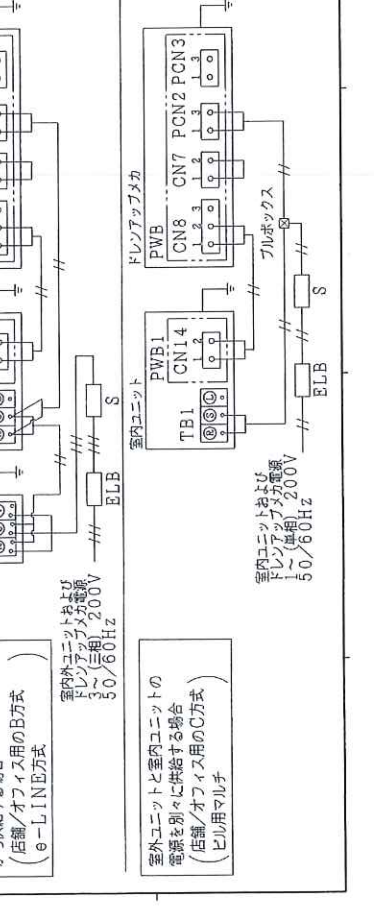 (店舗/オフィス用のB方式
e-LINE方式)
室内外ユニットおよび
ドレンアップメカ電源
3~(三相) 200V
50/60Hz
ELB
S
室外ユニットと室内ユニットの
電源を別々に供給する場合
(店舗/オフィス用のC方式
ビル用マルチ)
室内ユニットおよび
ドレンアップメカ電源
1~(単相) 200V
50/60Hz
ELB
S
室内ユニット
TB1
R S L
PWB1
CN14
1 2
プルボックス
ドレンアップメカ
PWB
CN8 CN7 PCN2 PCN3
1 2 3 1 2 1 3 1 3